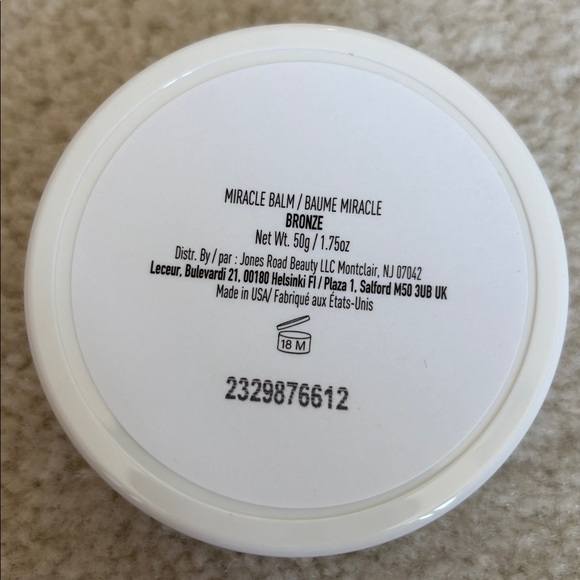 MIRACLE BALM / BAUME MIRACLE
BRONZE
Net Wt. 50g / 1.75oz
Distr. By / par : Jones Road Beauty LLC Montclair, NJ 07042
Leceur. Bulevardi 21, 00180 Helsinki FI / Plaza 1, Salford M50 3UB UK
Made in USA/ Fabriqué aux États-Unis
18 M
2329876612